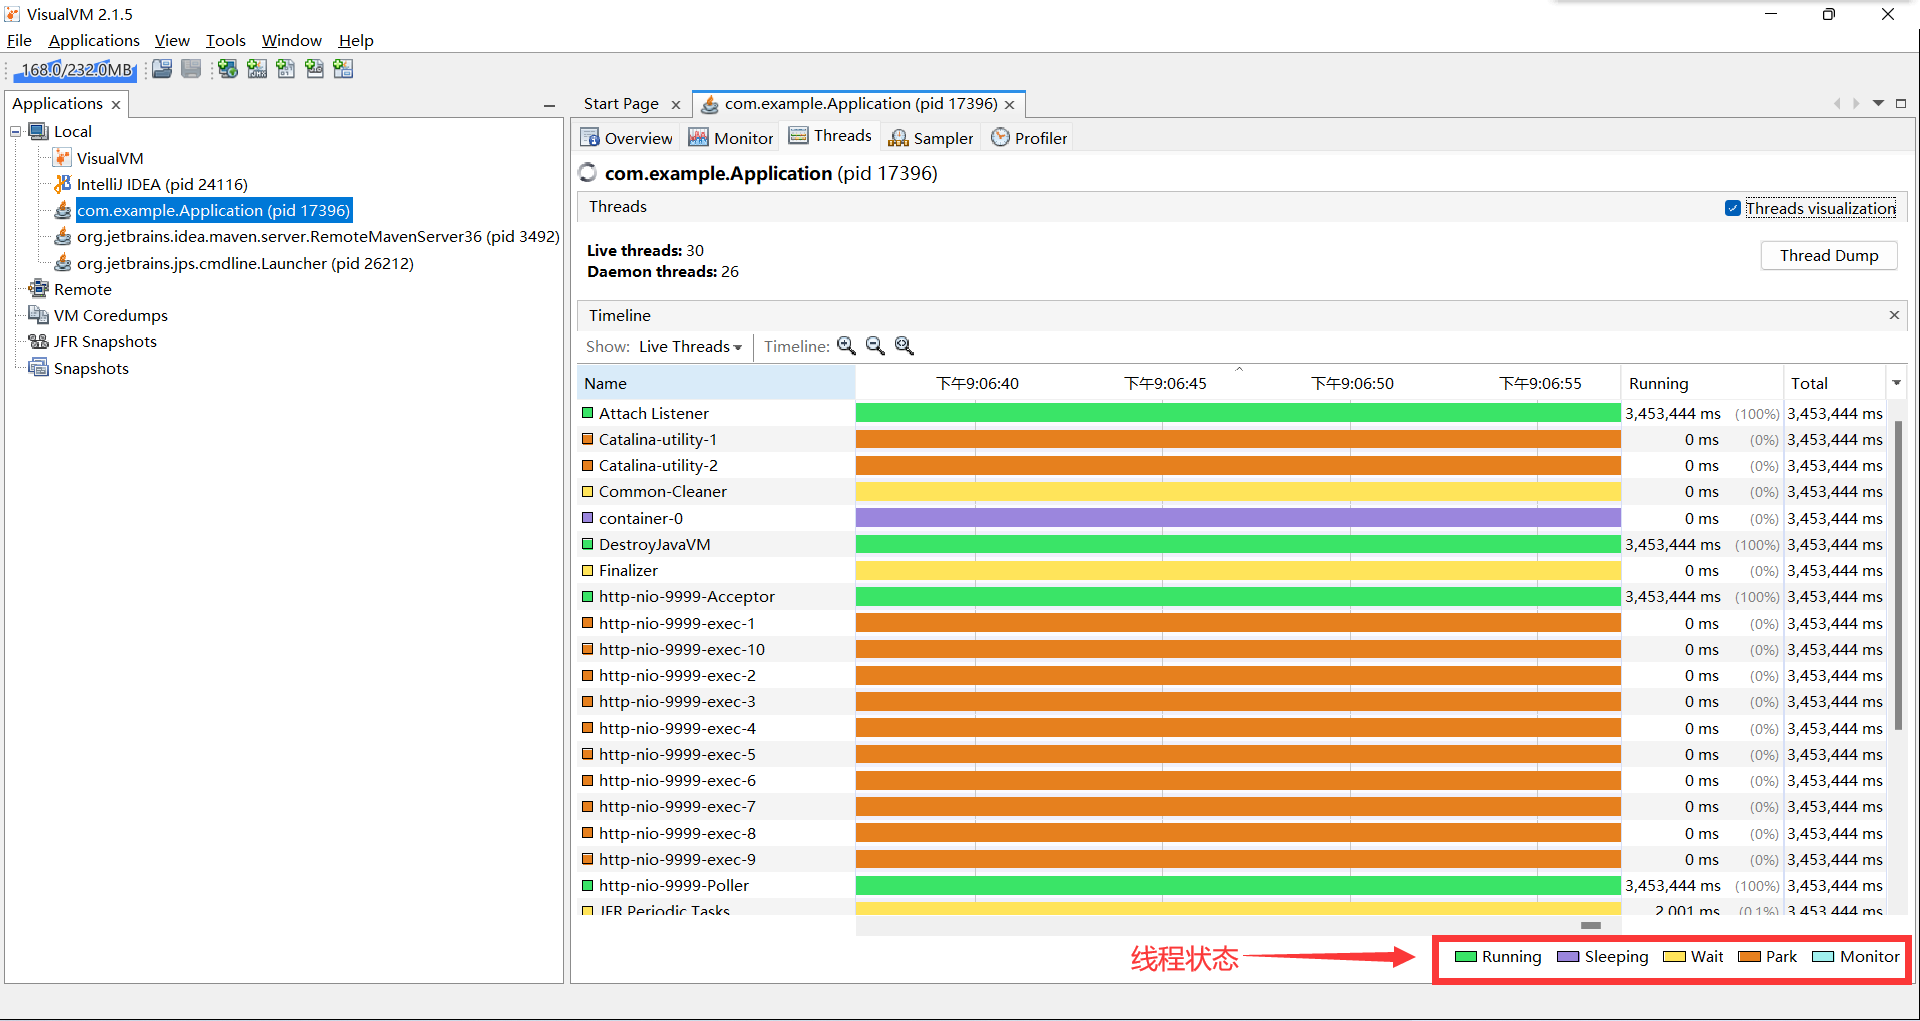 VisualVM 2.1.5
File Applications View Tools Window Help
168.0/232.0MB
Applications
Local
VisualVM
IntelliJ IDEA (pid 24116)
com.example.Application (pid 17396)
org.jetbrains.idea.maven.server.RemoteMavenServer36 (pid 3492)
org.jetbrains.jps.cmdline.Launcher (pid 26212)
Remote
VM Coredumps
JFR Snapshots
Snapshots
Start Page com.example.Application (pid 17396)
Overview Monitor Threads Sampler Profiler
com.example.Application (pid 17396)
Threads Threads visualization
Live threads: 30
Daemon threads: 26
Thread Dump
Timeline
Show: Live Threads Timeline:
Name 下午9:06:40 下午9:06:45 下午9:06:50 下午9:06:55 Running Total
Attach Listener 3,453,444 ms (100%) 3,453,444 ms
Catalina-utility-1 0 ms (0%) 3,453,444 ms
Catalina-utility-2 0 ms (0%) 3,453,444 ms
Common-Cleaner 0 ms (0%) 3,453,444 ms
container-0 0 ms (0%) 3,453,444 ms
DestroyJavaVM 3,453,444 ms (100%) 3,453,444 ms
Finalizer 0 ms (0%) 3,453,444 ms
http-nio-9999-Acceptor 3,453,444 ms (100%) 3,453,444 ms
http-nio-9999-exec-1 0 ms (0%) 3,453,444 ms
http-nio-9999-exec-10 0 ms (0%) 3,453,444 ms
http-nio-9999-exec-2 0 ms (0%) 3,453,444 ms
http-nio-9999-exec-3 0 ms (0%) 3,453,444 ms
http-nio-9999-exec-4 0 ms (0%) 3,453,444 ms
http-nio-9999-exec-5 0 ms (0%) 3,453,444 ms
http-nio-9999-exec-6 0 ms (0%) 3,453,444 ms
http-nio-9999-exec-7 0 ms (0%) 3,453,444 ms
http-nio-9999-exec-8 0 ms (0%) 3,453,444 ms
http-nio-9999-exec-9 0 ms (0%) 3,453,444 ms
http-nio-9999-Poller 3,453,444 ms (100%) 3,453,444 ms
JFR Periodic Tasks 2,001 ms (0.1%) 3,453,444 ms
线程状态 Running Sleeping Wait Park Monitor